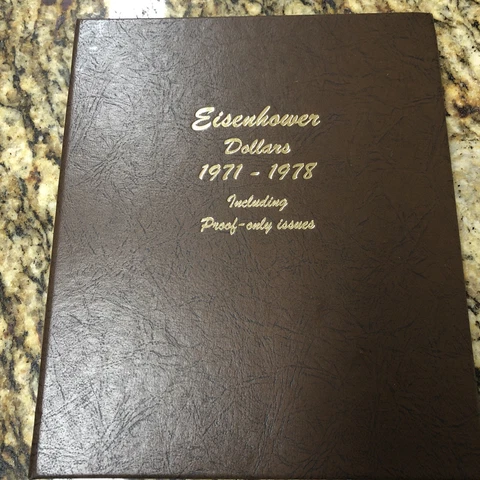 Eisenhower
Dollars
1971 - 1978
Including
Proof-only issues